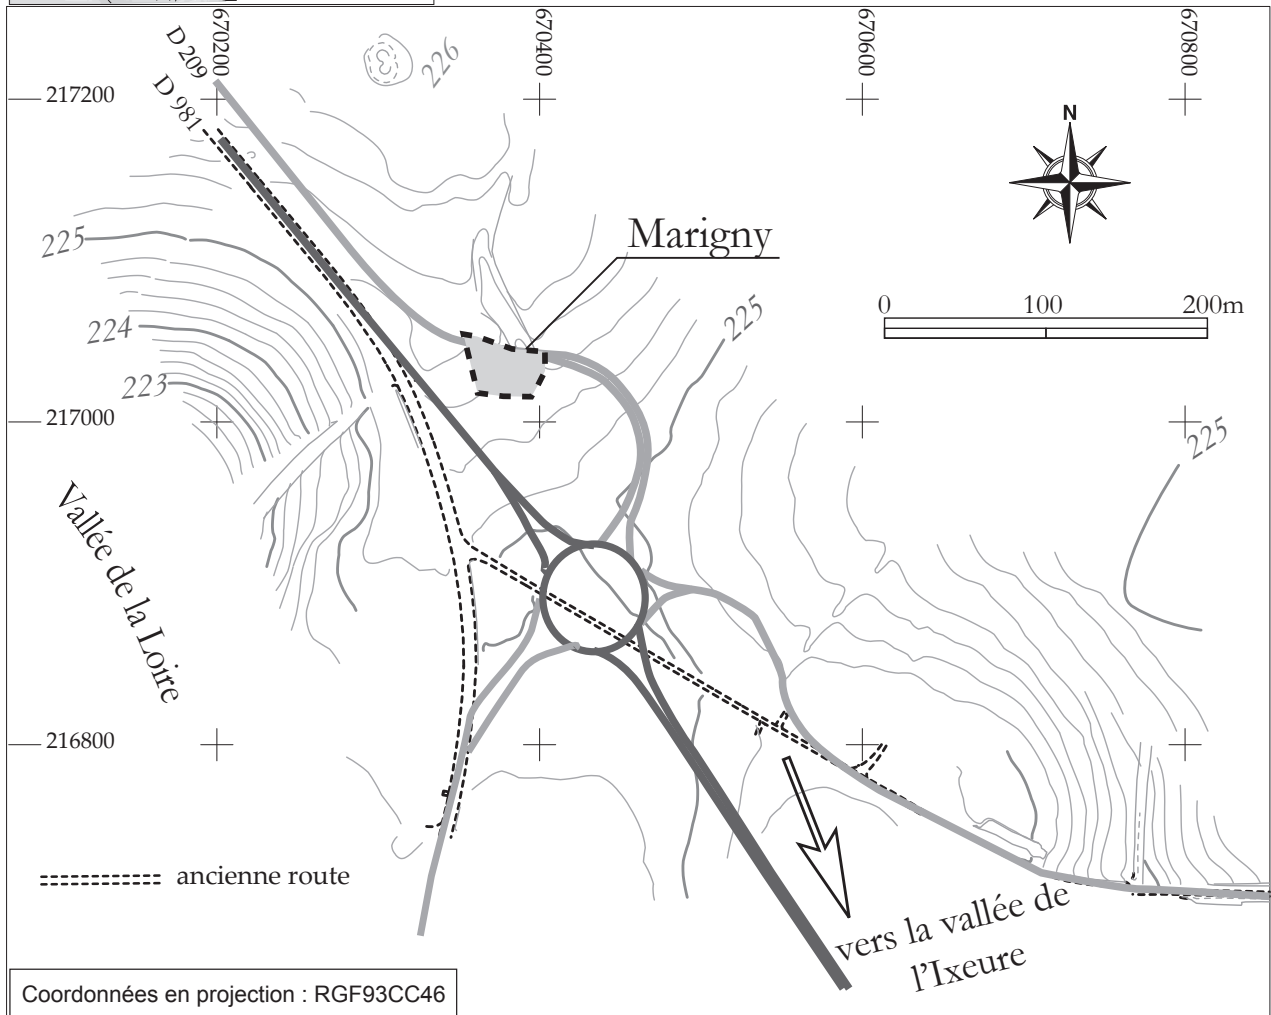 670200
670400
670600
670800
D 209
D 981
226
217200
N
Marigny
225
0 100 200m
225
224
223
217000
225
Vallée de la Loire
216800
ancienne route
vers la vallée de
l'Ixeure
Coordonnées en projection : RGF93CC46